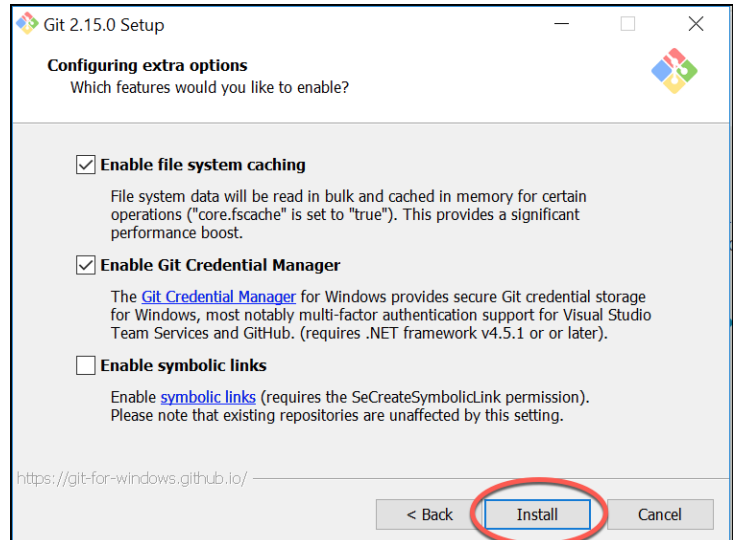 Git 2.15.0 Setup
Configuring extra options
Which features would you like to enable?
Enable file system caching
File system data will be read in bulk and cached in memory for certain
operations ("core.fscache" is set to "true"). This provides a significant
performance boost.
Enable Git Credential Manager
The Git Credential Manager for Windows provides secure Git credential storage
for Windows, most notably multi-factor authentication support for Visual Studio
Team Services and GitHub. (requires .NET framework v4.5.1 or or later).
Enable symbolic links
Enable symbolic links (requires the SeCreateSymbolicLink permission).
Please note that existing repositories are unaffected by this setting.
https://git-for-windows.github.io/
< Back Install Cancel